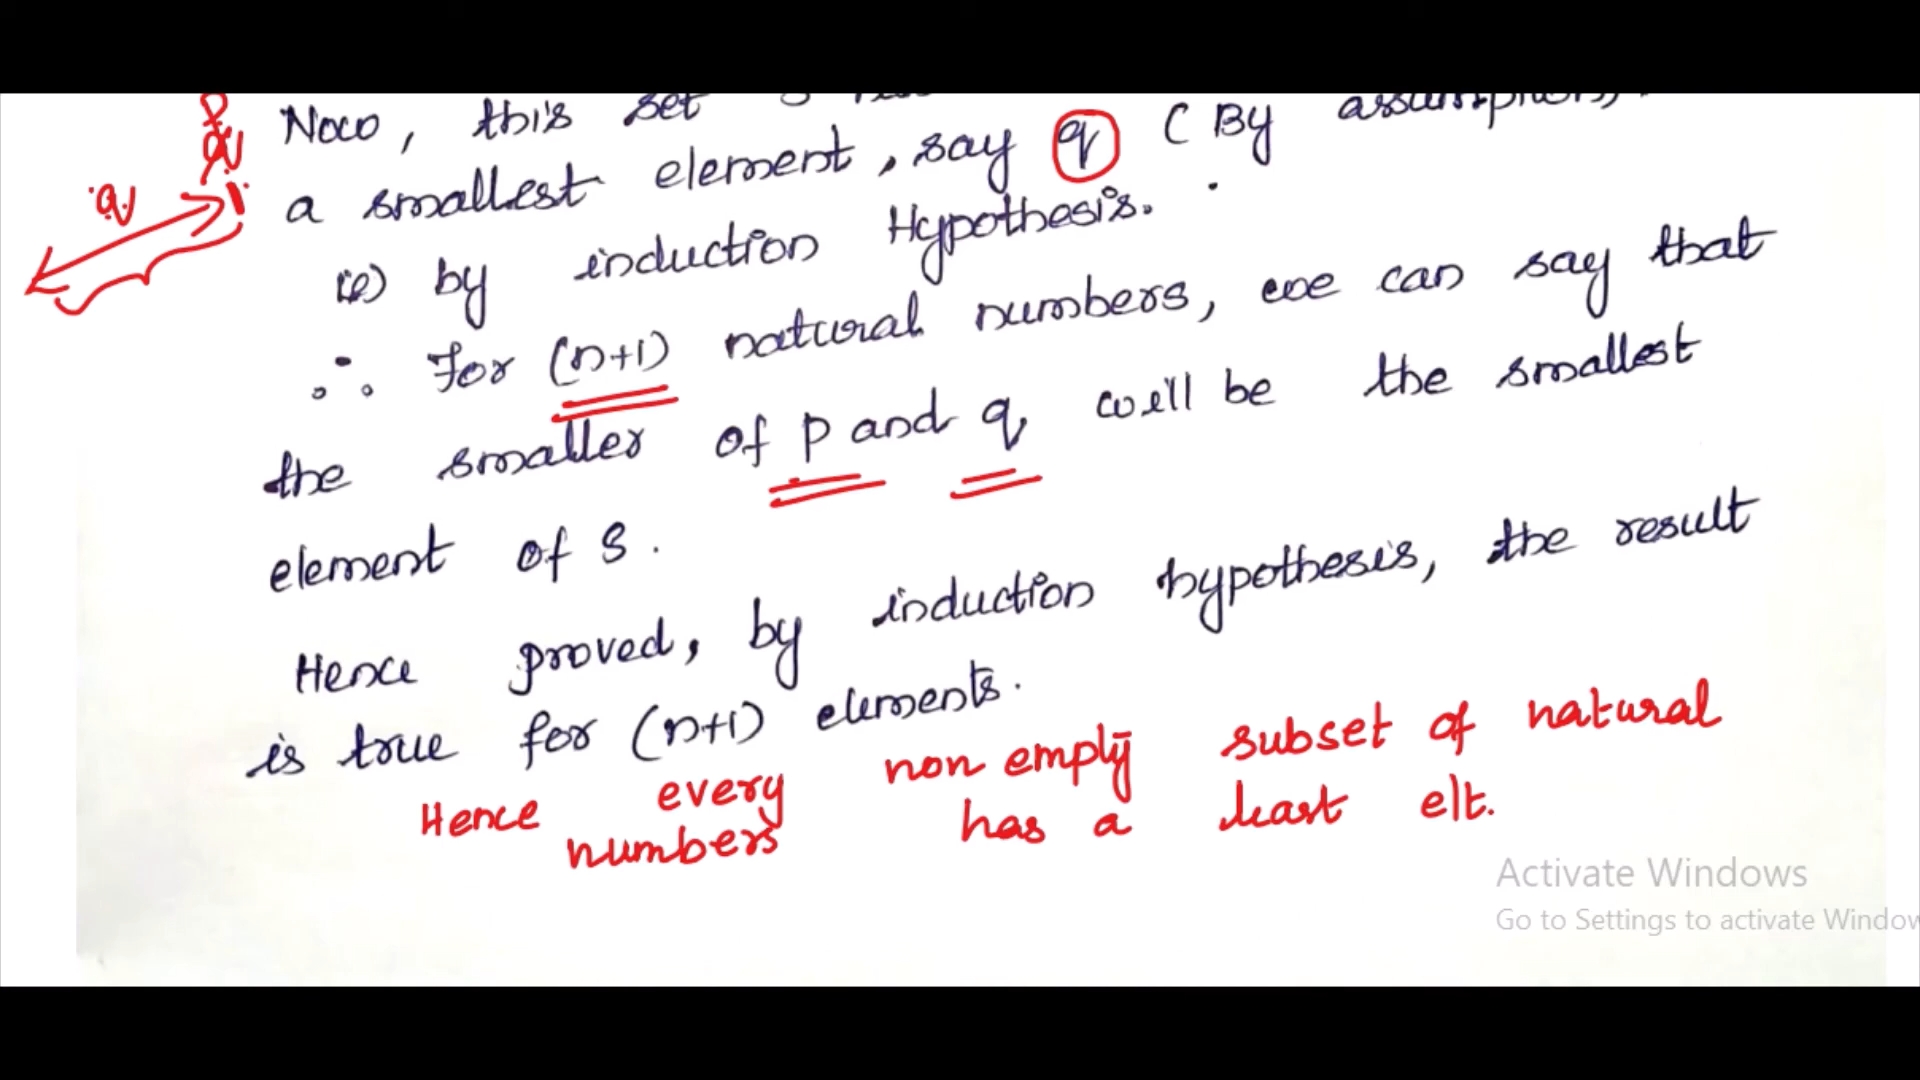 Now, this set S
a smallest element, say q (By assumption,
(ie) by induction Hypothesis.
∴ For (n+1) natural numbers, we can say that
the smaller of p and q will be the smallest
element of S.
Hence proved, by induction hypothesis, the result
is true for (n+1) elements.
Hence every non empty subset of natural
numbers has a least elt.
q
p
Activate Windows
Go to Settings to activate Window